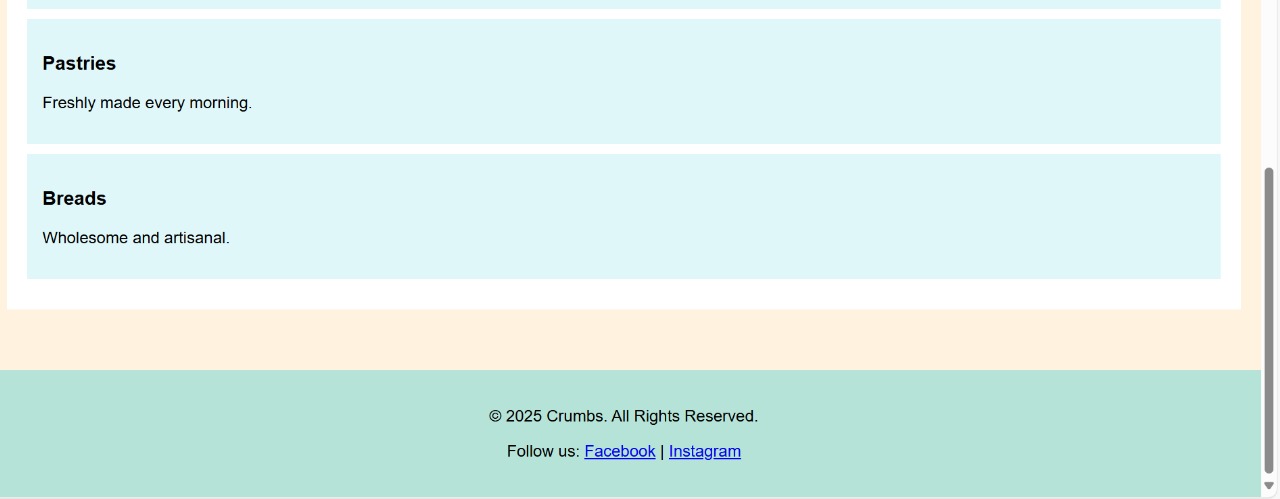 Pastries
Freshly made every morning.
Breads
Wholesome and artisanal.
© 2025 Crumbs. All Rights Reserved.
Follow us: Facebook | Instagram